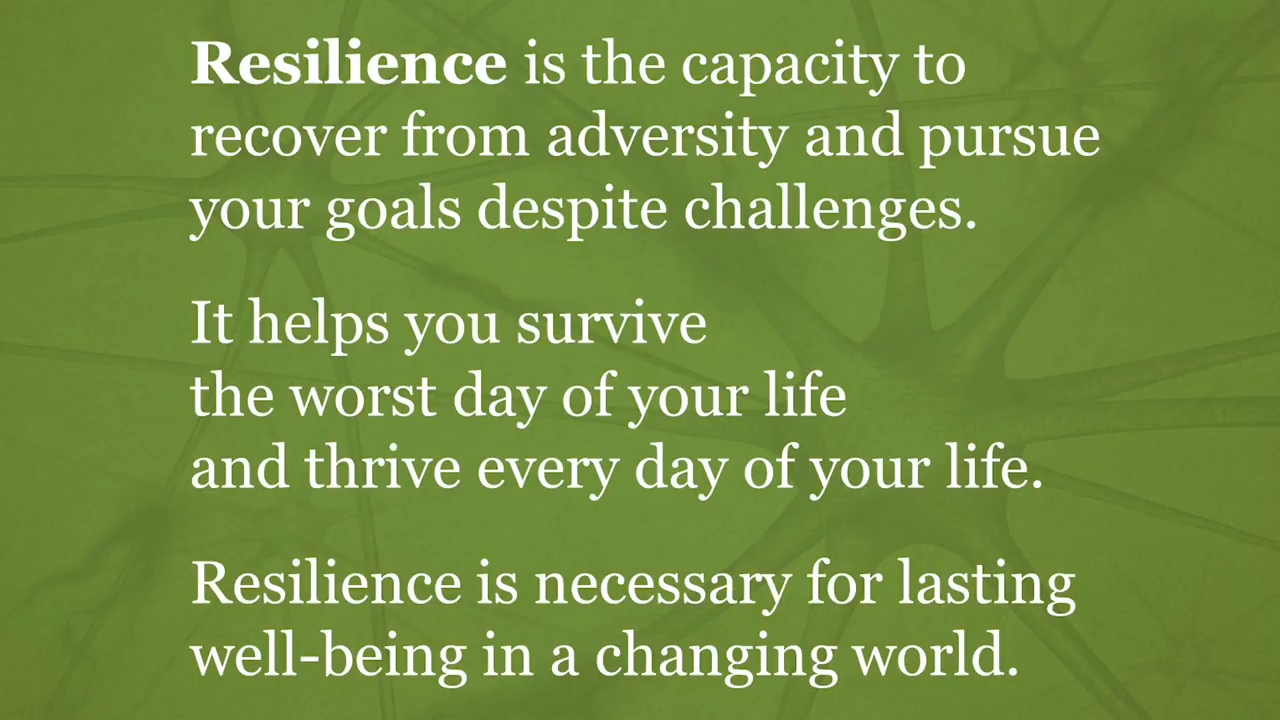 Resilience is the capacity to
recover from adversity and pursue
your goals despite challenges.
It helps you survive
the worst day of your life
and thrive every day of your life.
Resilience is necessary for lasting
well-being in a changing world.